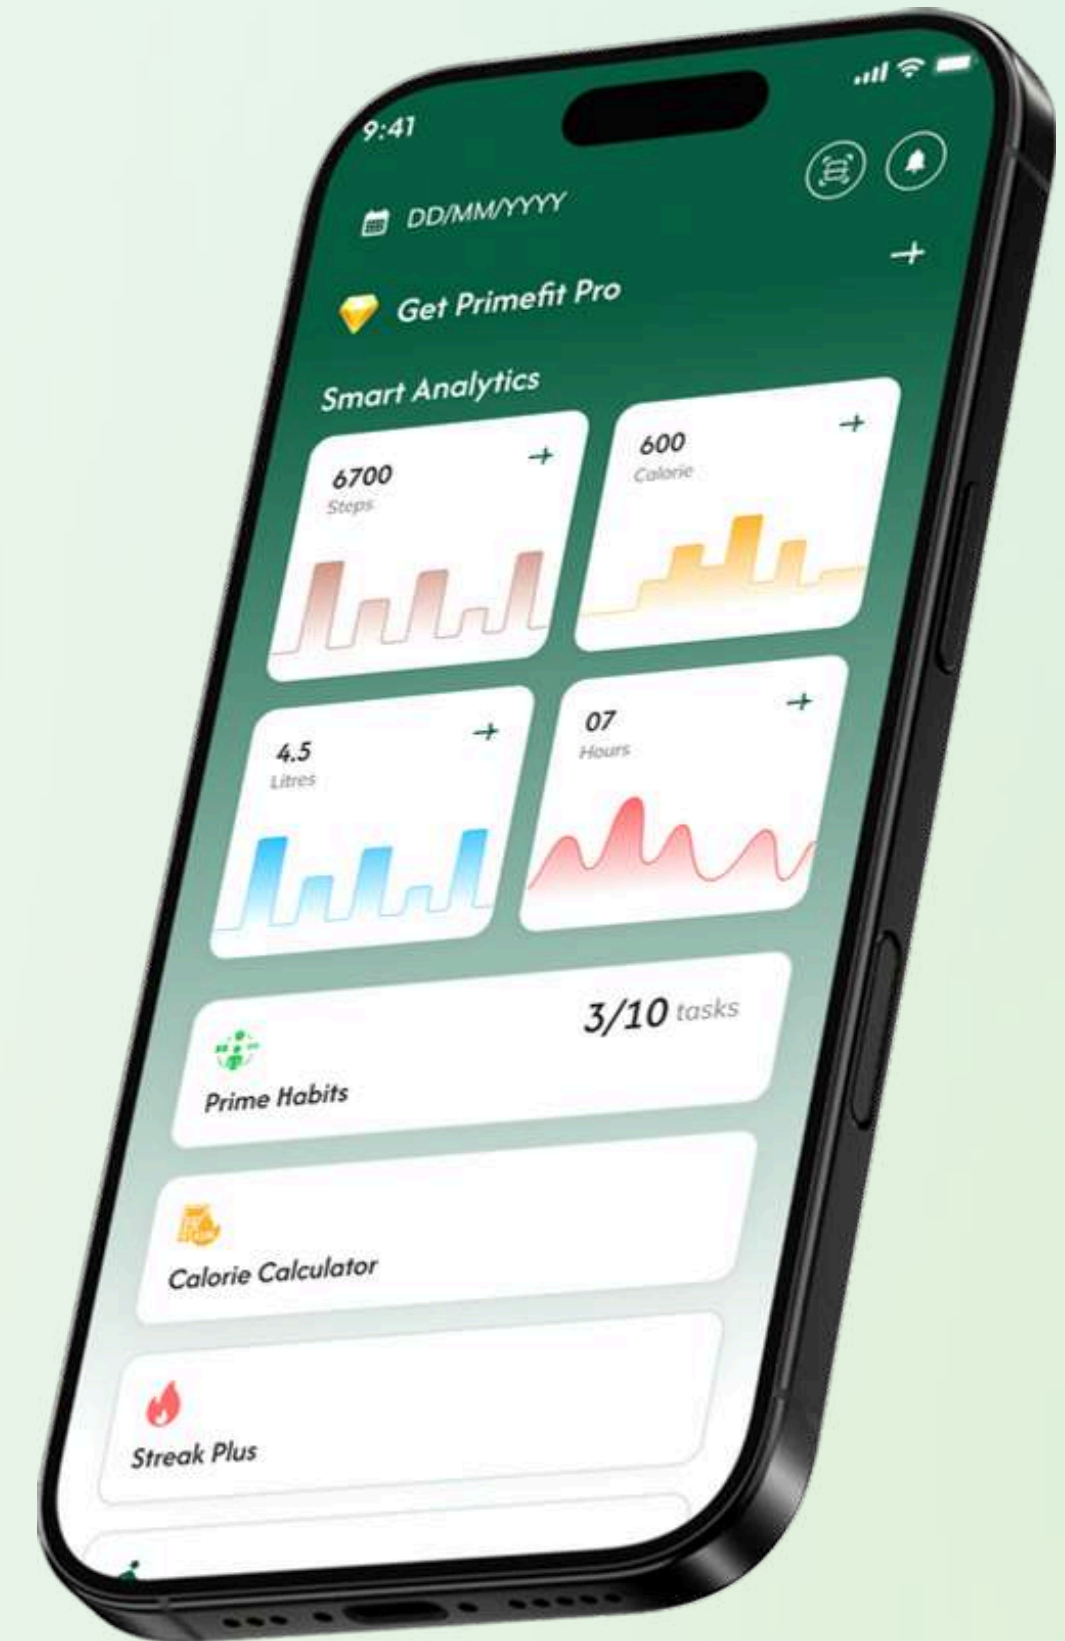 9:41
DD/MM/YYYY
Get Primefit Pro
Smart Analytics
6700
Steps
600
Calorie
4.5
Litres
07
Hours
3/10 tasks
Prime Habits
Calorie Calculator
Streak Plus